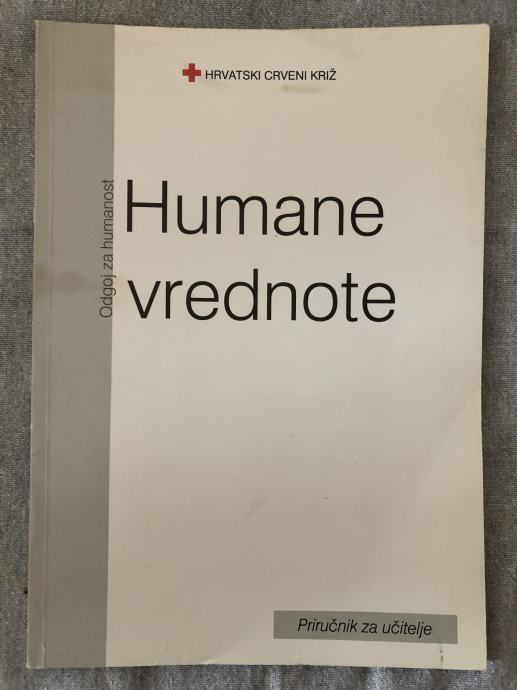 HRVATSKI CRVENI KRIŽ
Odgoj za humanost
Humane
vrednote
Priručnik za učitelje